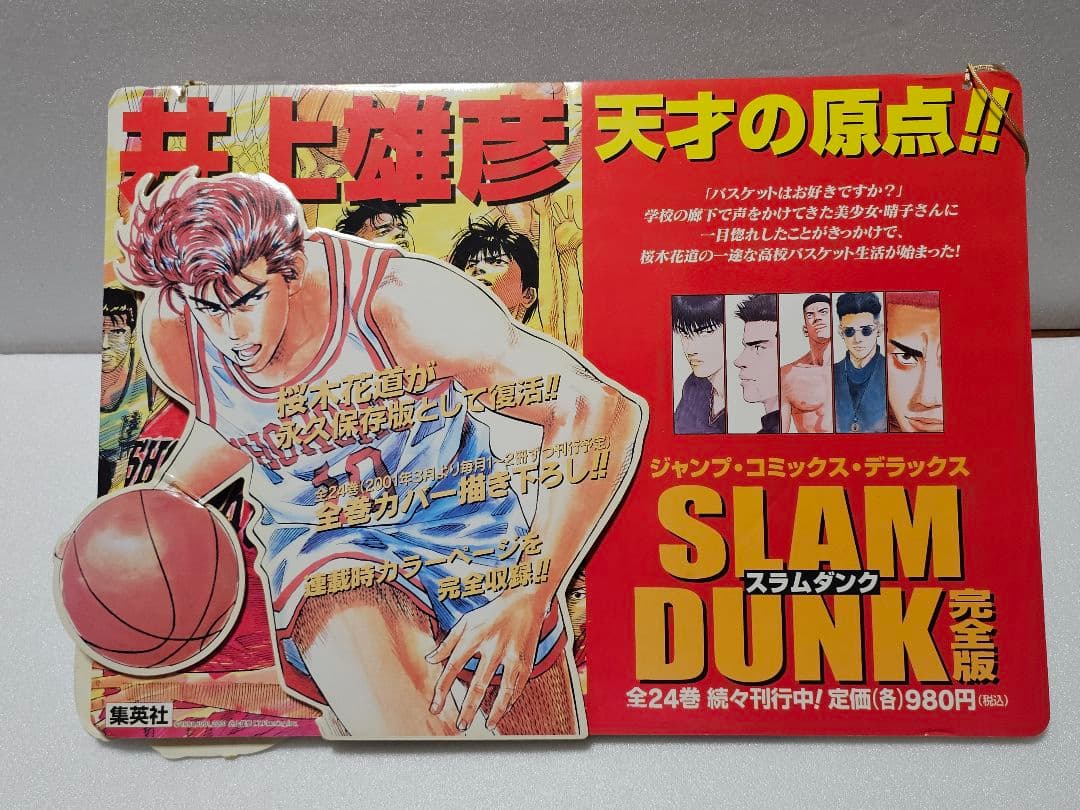 井上雄彦
天才の原点!!
「バスケットはお好きですか？」
学校の廊下で声をかけてきた美少女・晴子さんに
一目惚れしたことがきっかけで、
桜木花道の一途な高校バスケット生活が始まった!
桜木花道が
永久保存版として復活!!
全24巻(2001年3月より毎月1~2冊ずつ刊行予定)
全巻カバー描き下ろし!!
連載時カラーページを
完全収録!!
SHOHOKU
10
SH
ジャンプ・コミックス・デラックス
SLAM
スラムダンク
DUNK
完全版
全24巻 続々刊行中! 定価(各)980円(税込)
集英社